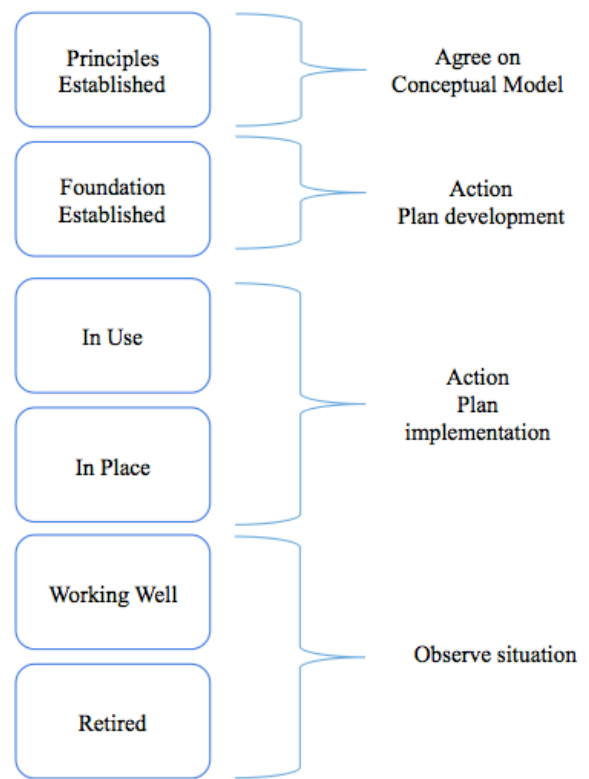 Principles
Established
Agree on
Conceptual Model
Foundation
Established
Action
Plan development
In Use
In Place
Action
Plan
implementation
Working Well
Retired
Observe situation